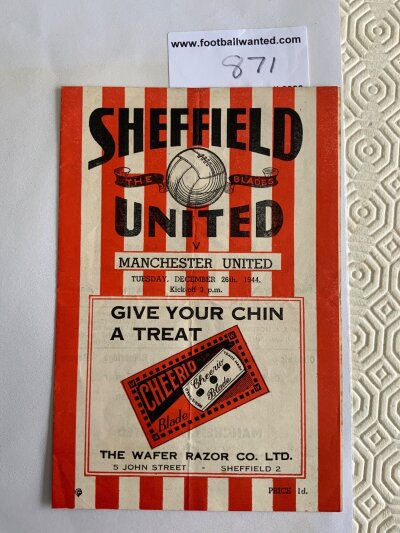 www.footballwanted.com
871
SHEFFIELD
THE BLADES
UNITED
v
MANCHESTER UNITED
TUESDAY, DECEMBER 26th, 1944.
Kick-off 3 p.m.
GIVE YOUR CHIN
A TREAT
CHEERIO
Cheerio
Blade
Blade
THE WAFER RAZOR CO. LTD.
5 JOHN STREET - SHEFFIELD 2
PRICE 1d.